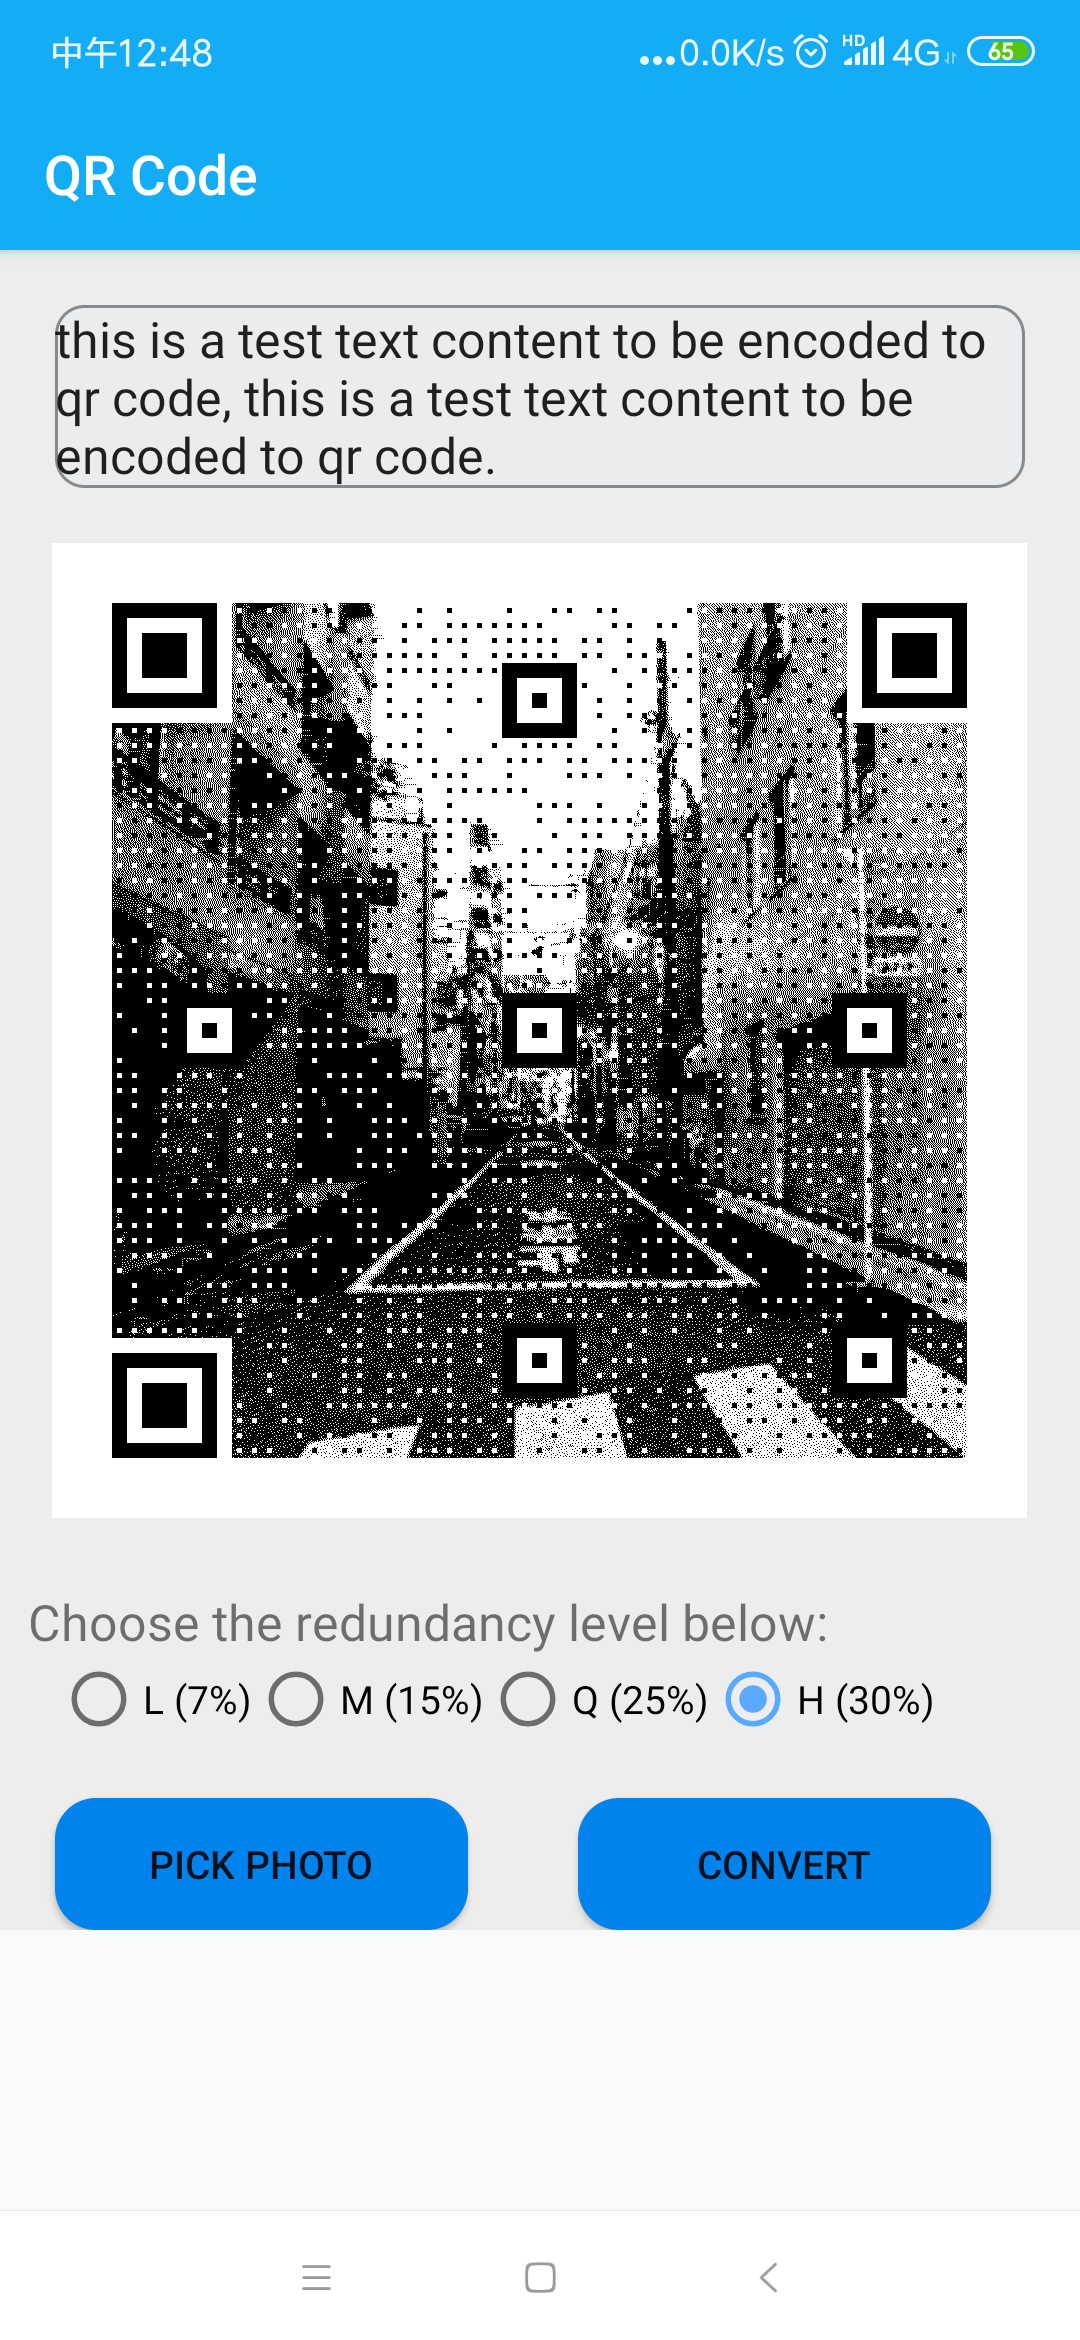 中午12:48
...0.0K/s HD 4G 65
QR Code
this is a test text content to be encoded to
qr code, this is a test text content to be
encoded to qr code.
Choose the redundancy level below:
L (7%) M (15%) Q (25%) H (30%)
PICK PHOTO CONVERT